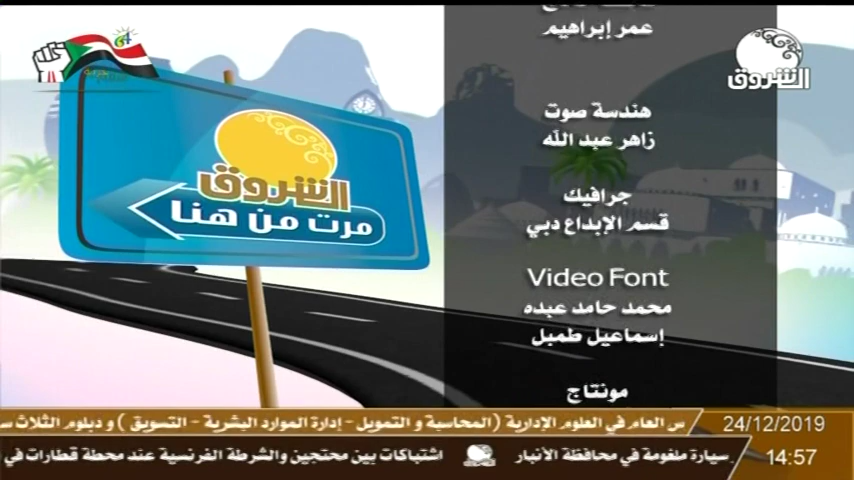 عمر إبراهيم
الشروق
هندسة صوت
زاهر عبد الله
الشروق
مرت من هنا
جرافيك
قسم الإبداع دبي
Video Font
محمد حامد عبده
إسماعيل طمبل
مونتاج
س العام في العلوم الإدارية (المحاسبة و التمويل - إدارة الموارد البشرية - التسويق ) و دبلوم الثلاث س
24/12/2019
سيارة ملغومة في محافظة الأنبار
اشتباكات بين محتجين والشرطة الفرنسية عند محطة قطارات في
14:57